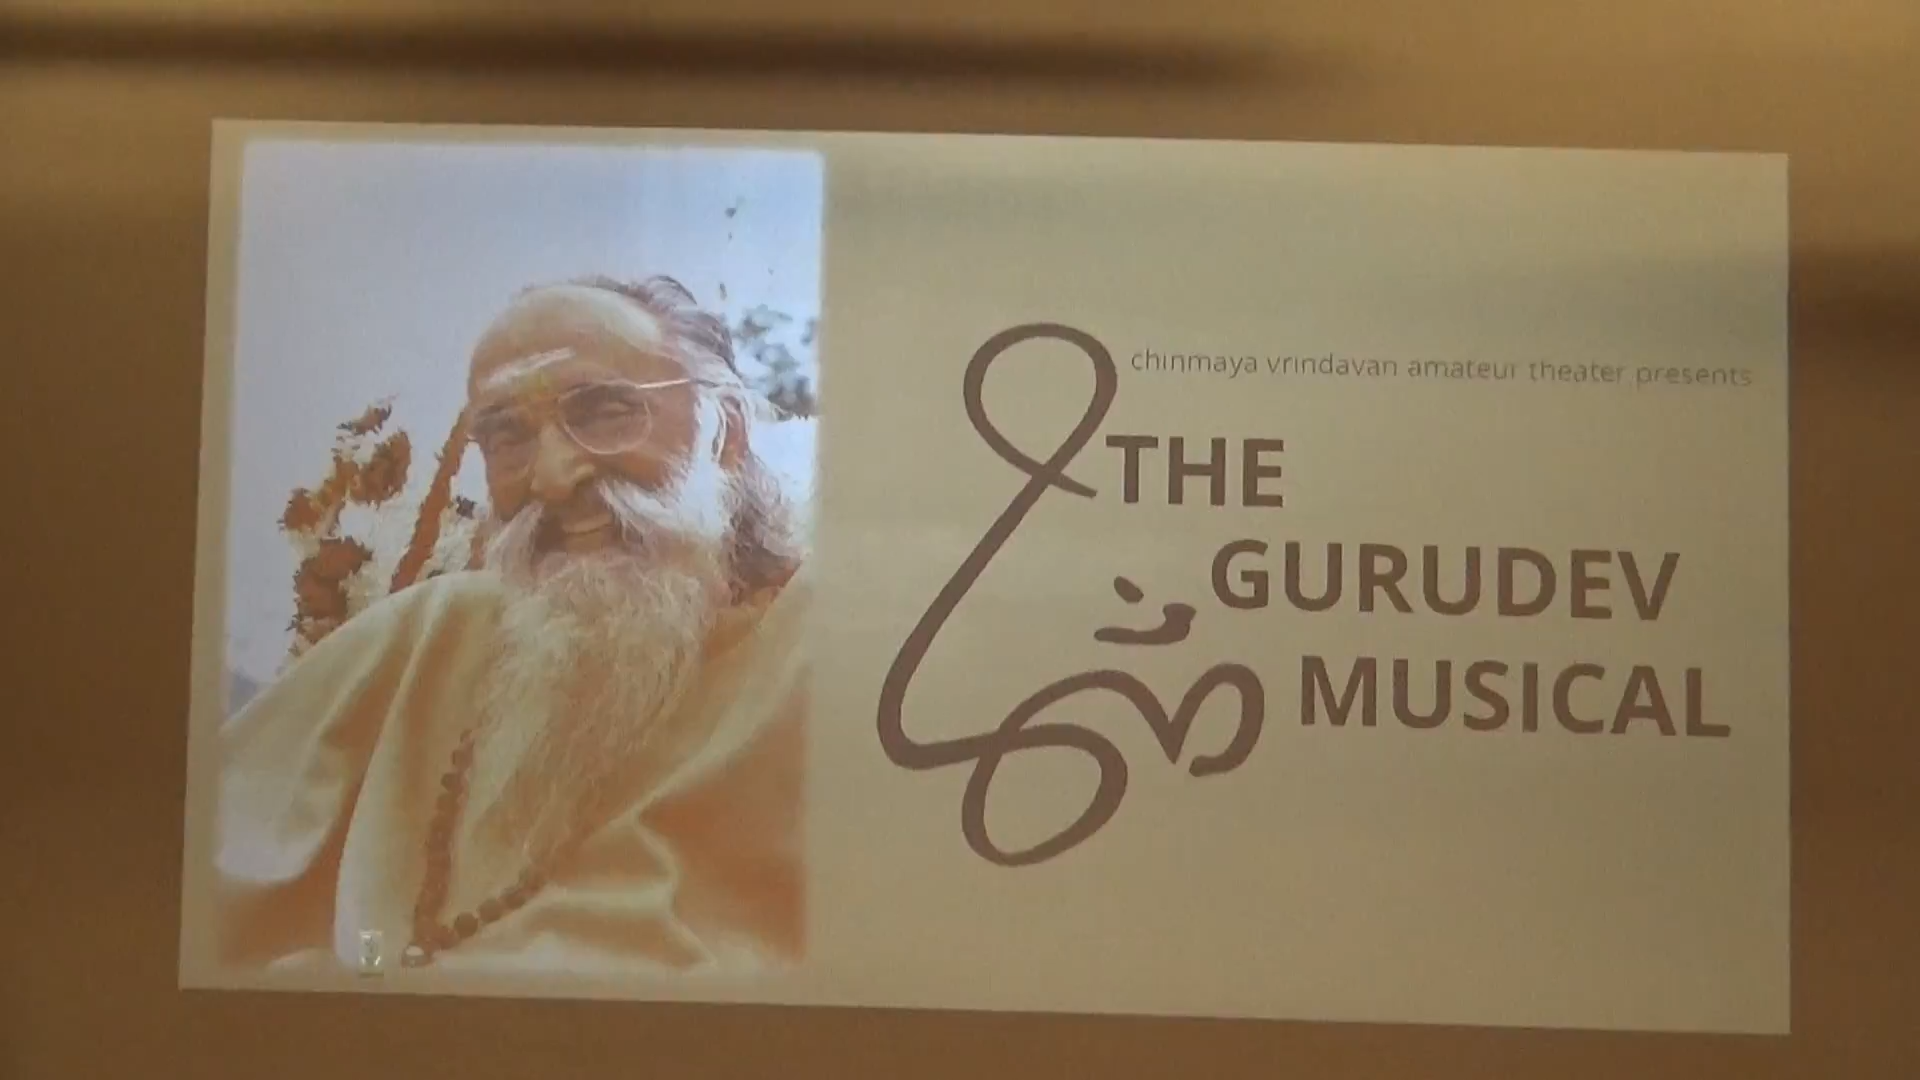 chinmaya vrindavan amateur theater presents
THE
GURUDEV
MUSICAL
ॐ